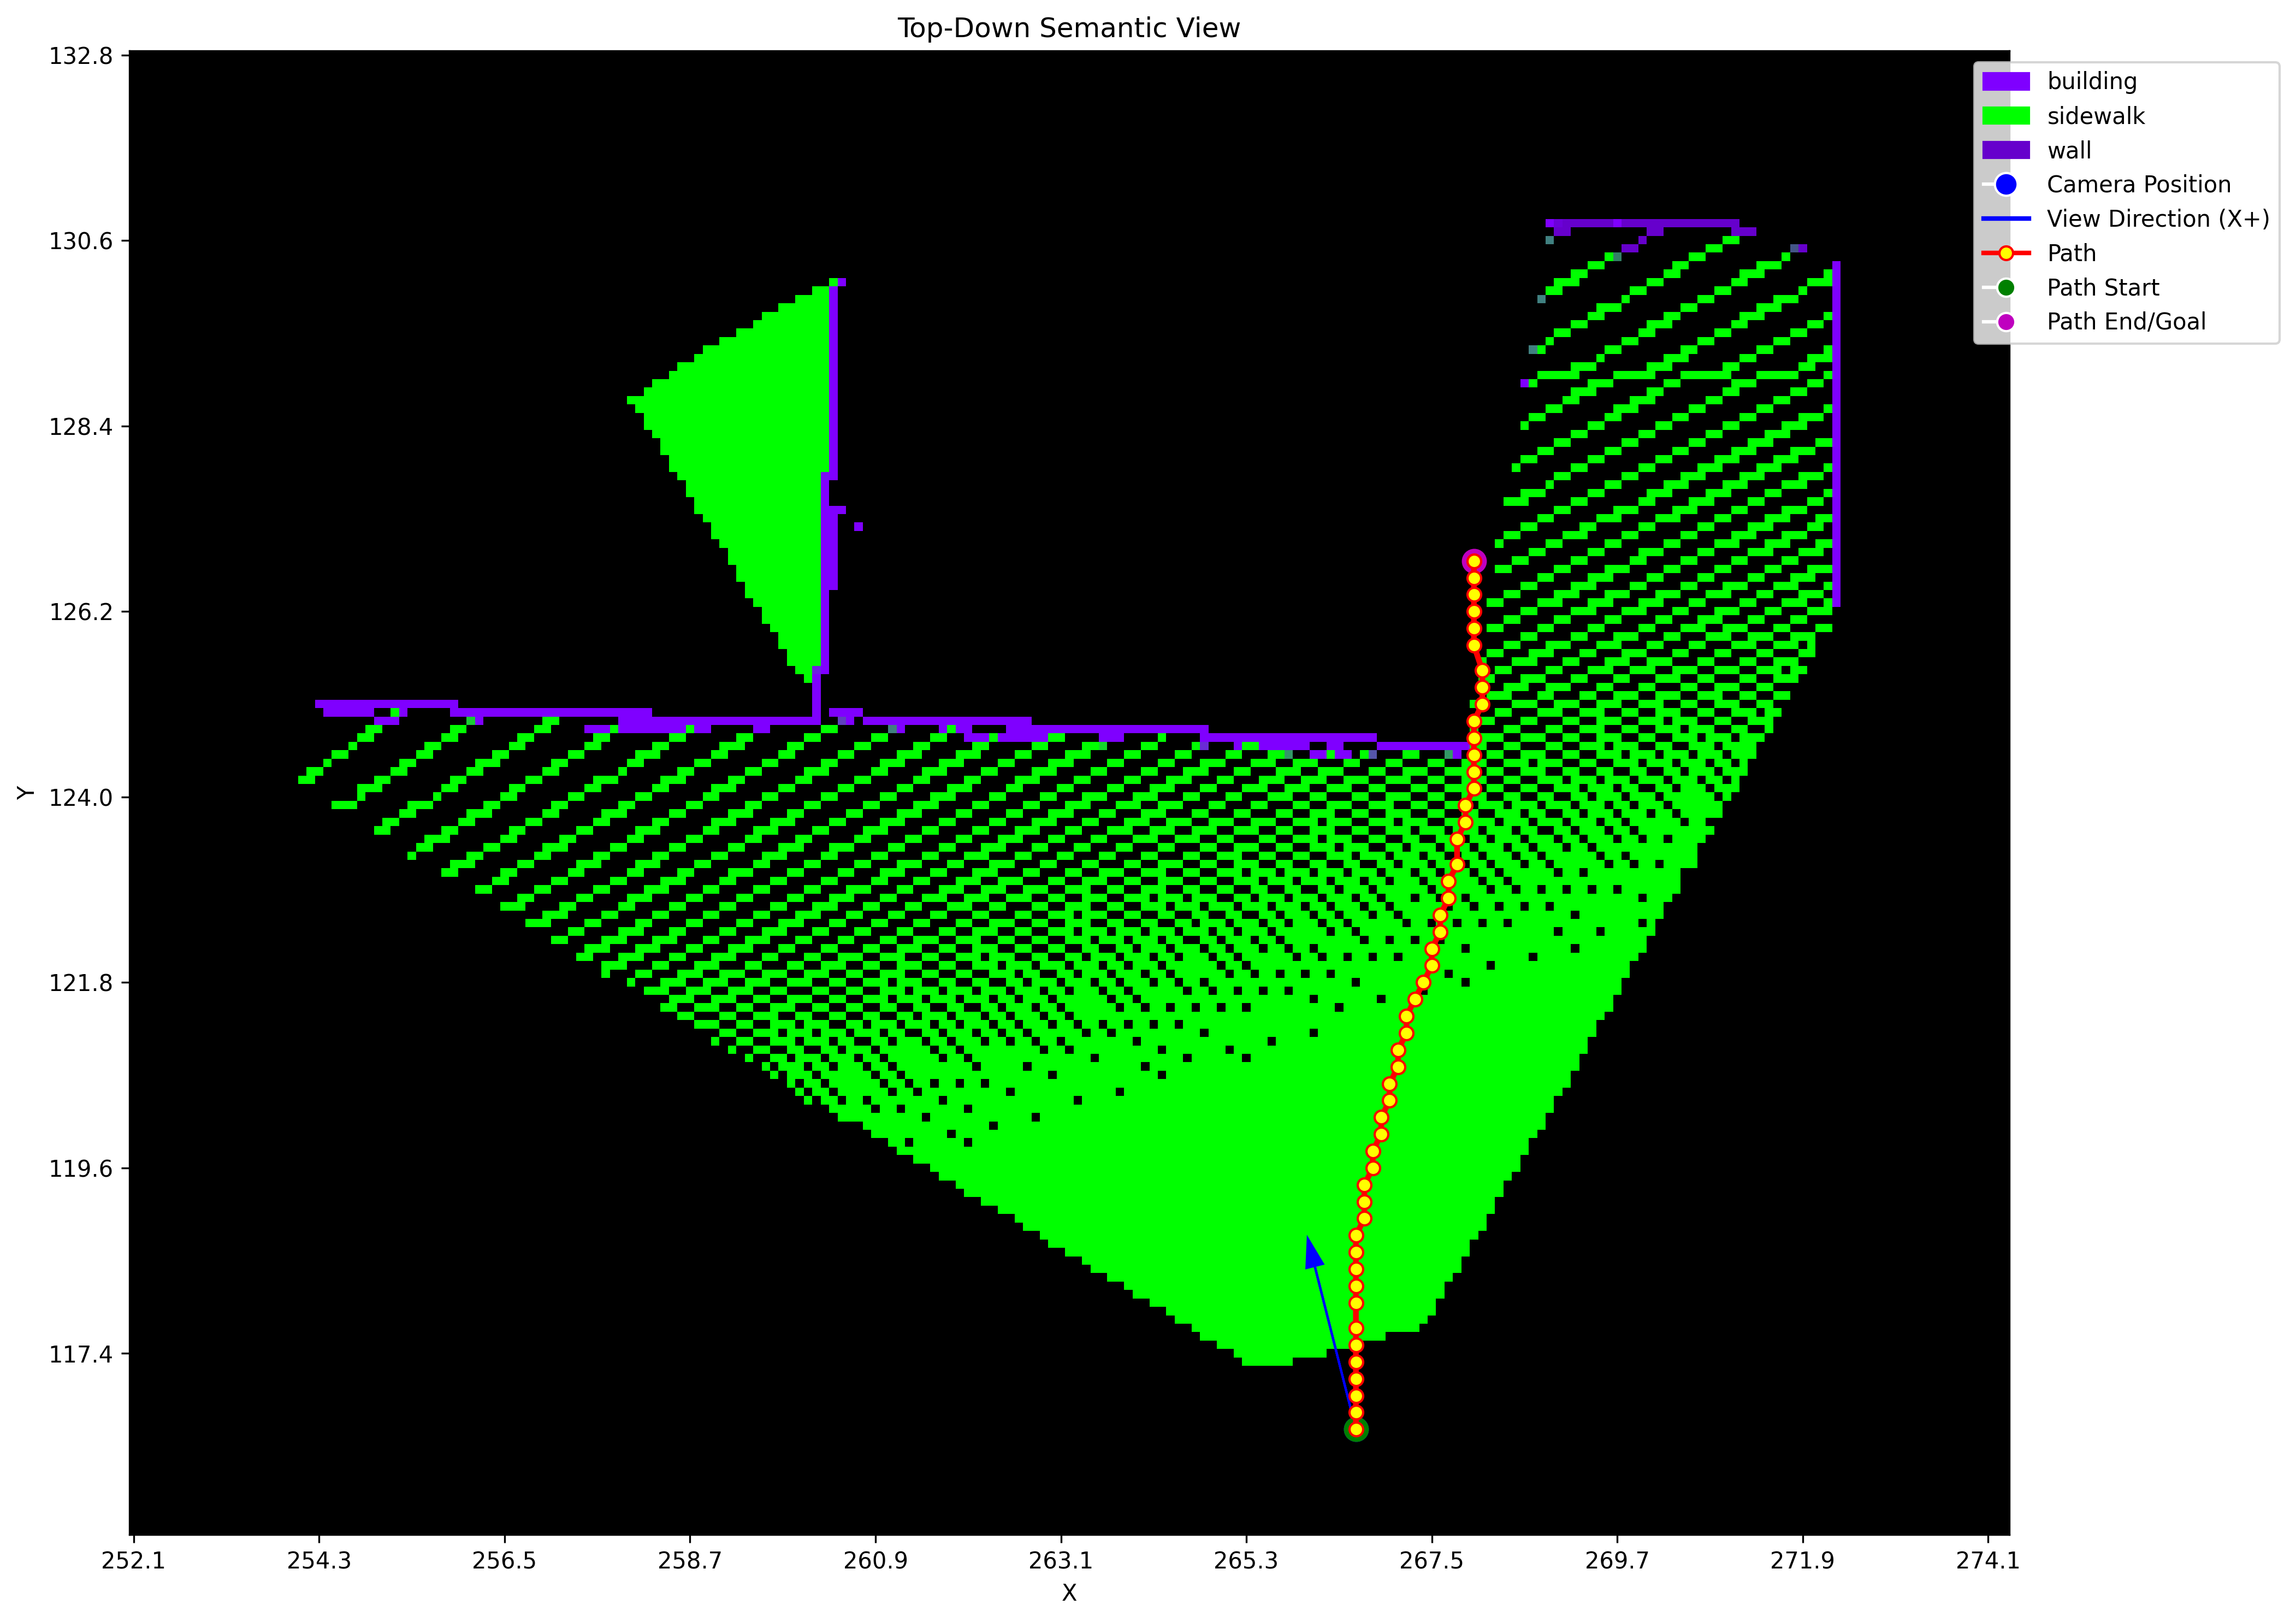 Top-Down Semantic View
132.8
130.6
128.4
126.2
124.0
121.8
119.6
117.4
Y
252.1 254.3 256.5 258.7 260.9 263.1 265.3 267.5 269.7 271.9 274.1
X
building
sidewalk
wall
Camera Position
View Direction (X+)
Path
Path Start
Path End/Goal